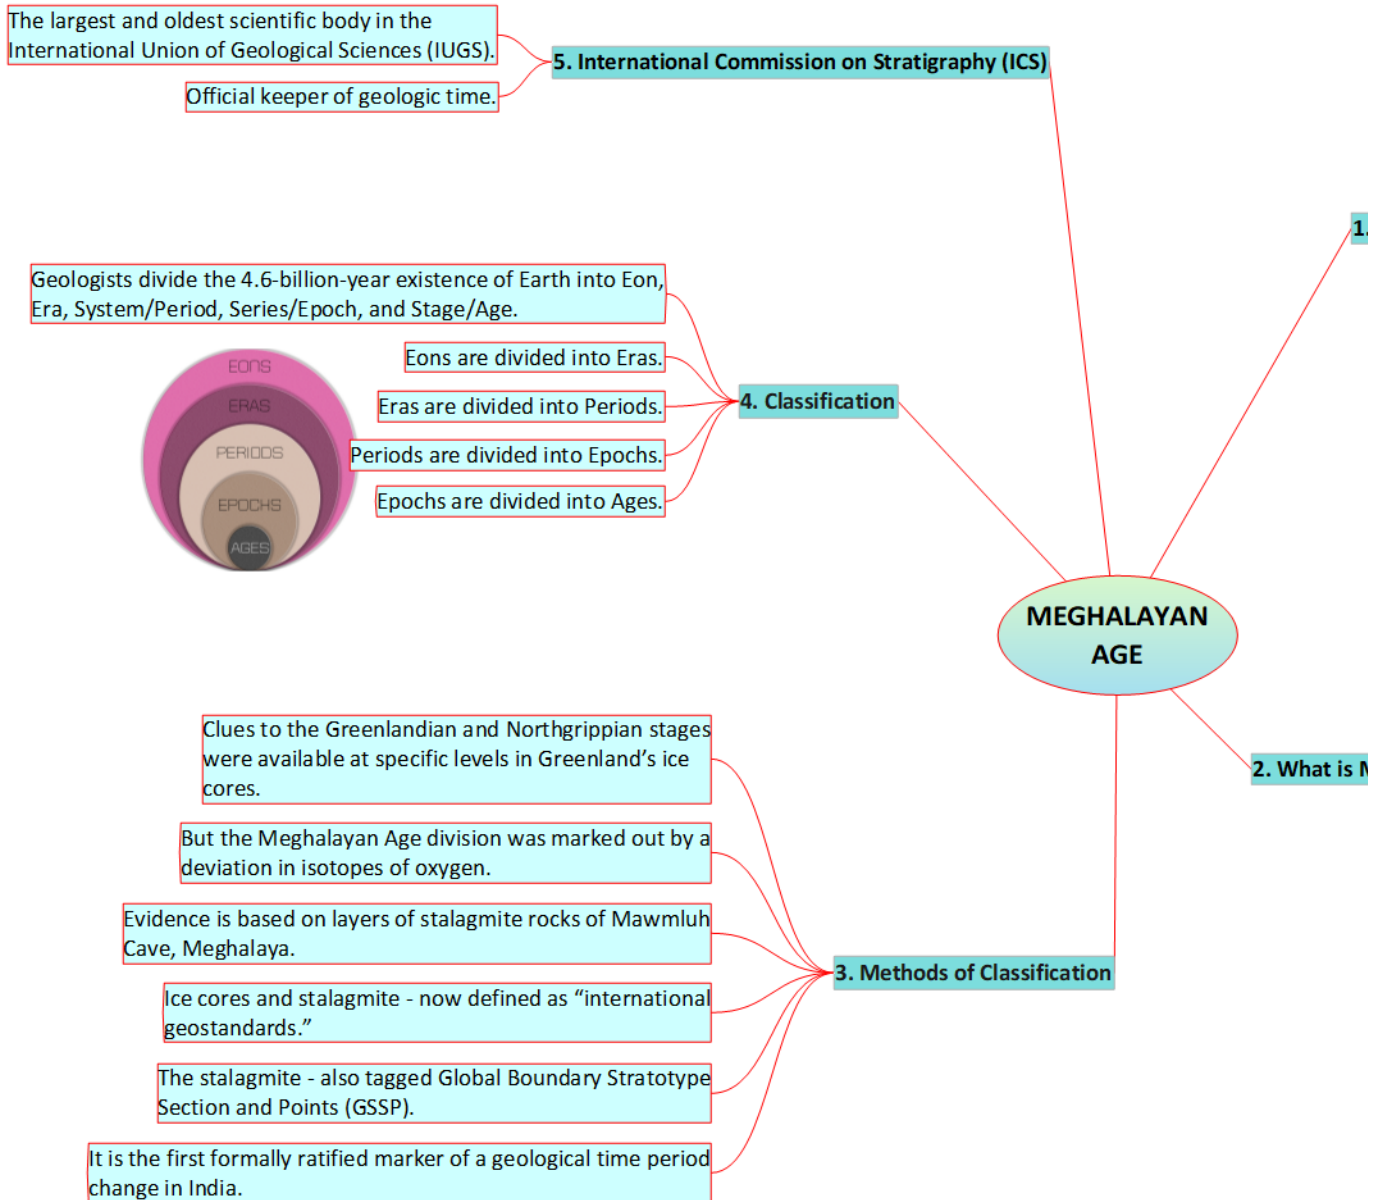 The largest and oldest scientific body in the
International Union of Geological Sciences (IUGS).
Official keeper of geologic time.
5. International Commission on Stratigraphy (ICS)
1.
Geologists divide the 4.6-billion-year existence of Earth into Eon,
Era, System/Period, Series/Epoch, and Stage/Age.
Eons are divided into Eras.
Eras are divided into Periods.
Periods are divided into Epochs.
Epochs are divided into Ages.
4. Classification
EONS
ERAS
PERIODS
EPOCHS
AGES
MEGHALAYAN
AGE
2. What is
Clues to the Greenlandian and Northgrippian stages
were available at specific levels in Greenland’s ice
cores.
But the Meghalayan Age division was marked out by a
deviation in isotopes of oxygen.
Evidence is based on layers of stalagmite rocks of Mawmluh
Cave, Meghalaya.
Ice cores and stalagmite - now defined as “international
geostandards.”
The stalagmite - also tagged Global Boundary Stratotype
Section and Points (GSSP).
It is the first formally ratified marker of a geological time period
change in India.
3. Methods of Classification